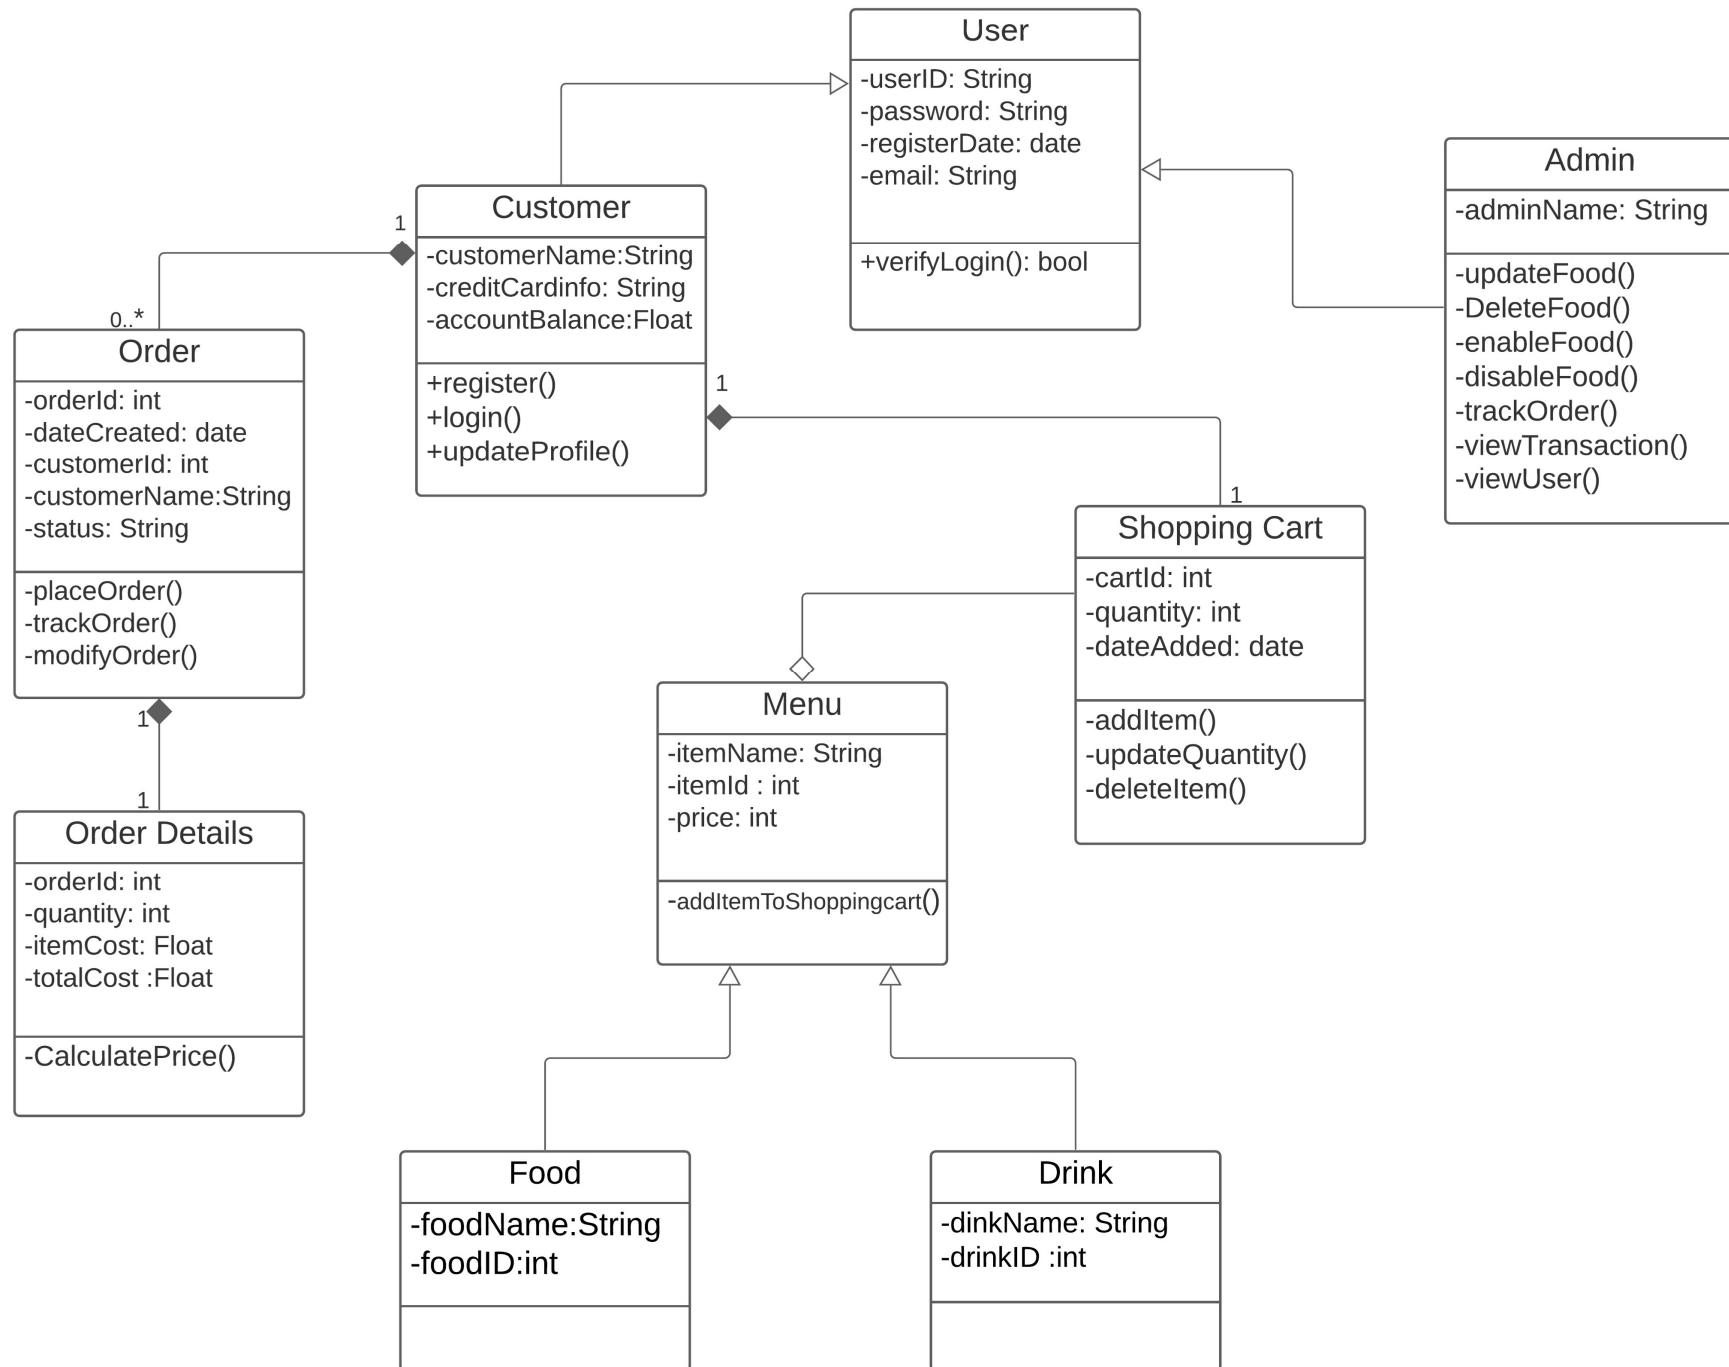 User
-userID: String
-password: String
-registerDate: date
-email: String
+verifyLogin(): bool
Admin
-adminName: String
-updateFood()
-DeleteFood()
-enableFood()
-disableFood()
-trackOrder()
-viewTransaction()
-viewUser()
1
Customer
-customerName:String
-creditCardinfo: String
-accountBalance:Float
+register()
+login()
+updateProfile()
1
0..*
Order
-orderId: int
-dateCreated: date
-customerId: int
-customerName:String
-status: String
-placeOrder()
-trackOrder()
-modifyOrder()
1
1
Shopping Cart
-cartId: int
-quantity: int
-dateAdded: date
-addItem()
-updateQuantity()
-deleteItem()
Menu
-itemName: String
-itemId : int
-price: int
-addItemToShoppingcart()
1
Order Details
-orderId: int
-quantity: int
-itemCost: Float
-totalCost :Float
-CalculatePrice()
Food
-foodName:String
-foodID:int
Drink
-dinkName: String
-drinkID :int